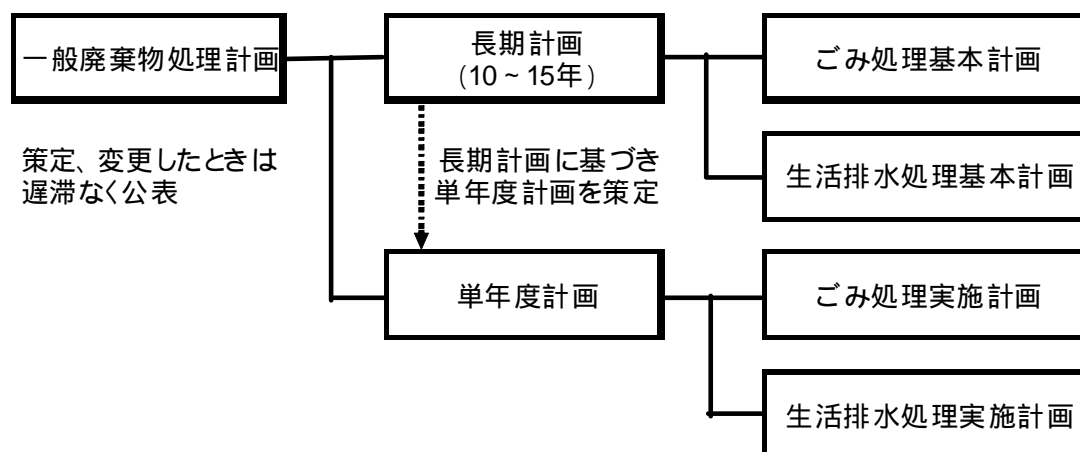 一般廃棄物処理計画
長期計画
(10~15年)
ごみ処理基本計画
策定、変更したときは
遅滞なく公表
長期計画に基づき
単年度計画を策定
生活排水処理基本計画
単年度計画
ごみ処理実施計画
生活排水処理実施計画